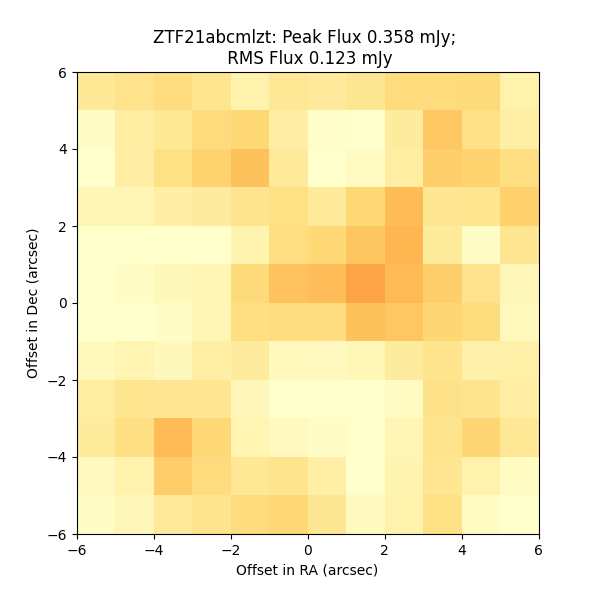 ZTF21abcmlzt: Peak Flux 0.358 mJy;
RMS Flux 0.123 mJy
6
4
2
0
−2
−4
−6
Offset in Dec (arcsec)
−6 −4 −2 0 2 4 6
Offset in RA (arcsec)